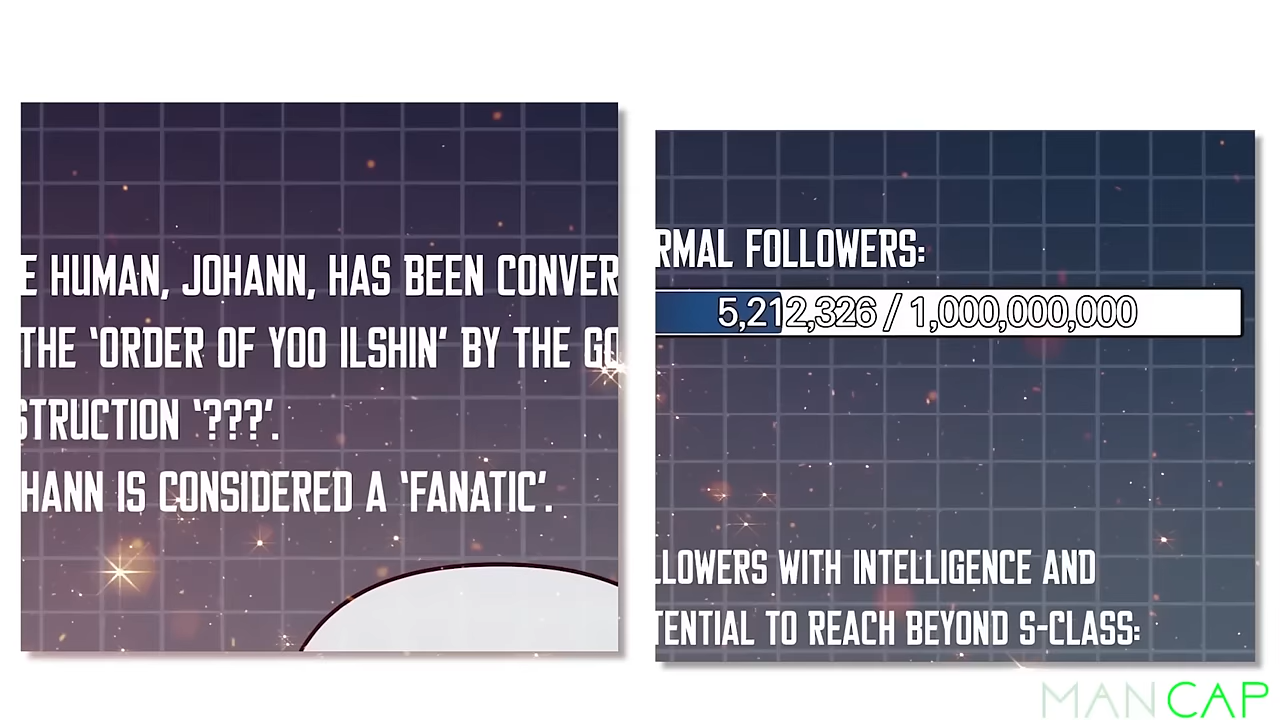 E HUMAN, JOHANN, HAS BEEN CONVER
THE 'ORDER OF YOO ILSHIN' BY THE GO
STRUCTION '???'.
HANN IS CONSIDERED A 'FANATIC'.
RMAL FOLLOWERS:
5,212,326 / 1,000,000,000
LLOWERS WITH INTELLIGENCE AND
TENTIAL TO REACH BEYOND S-CLASS:
MANCAP